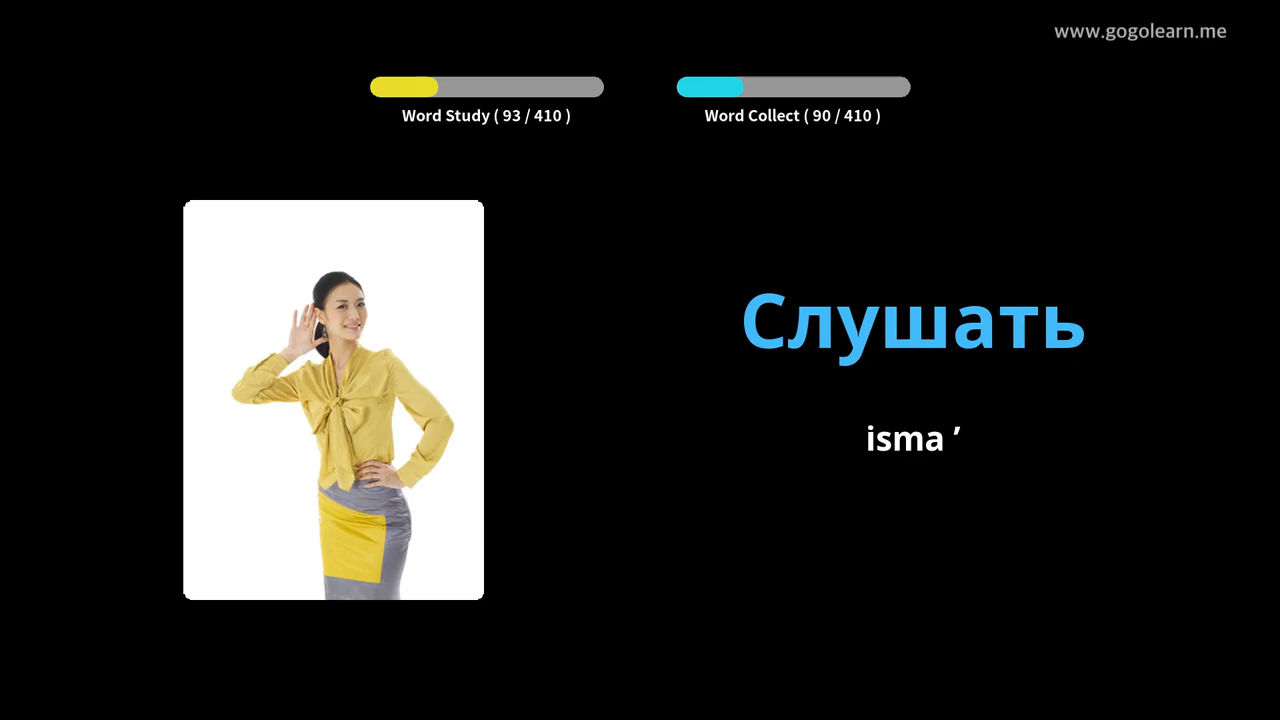 www.gogolearn.me
Word Study ( 93 / 410 )
Word Collect ( 90 / 410 )
Слушать
isma ’